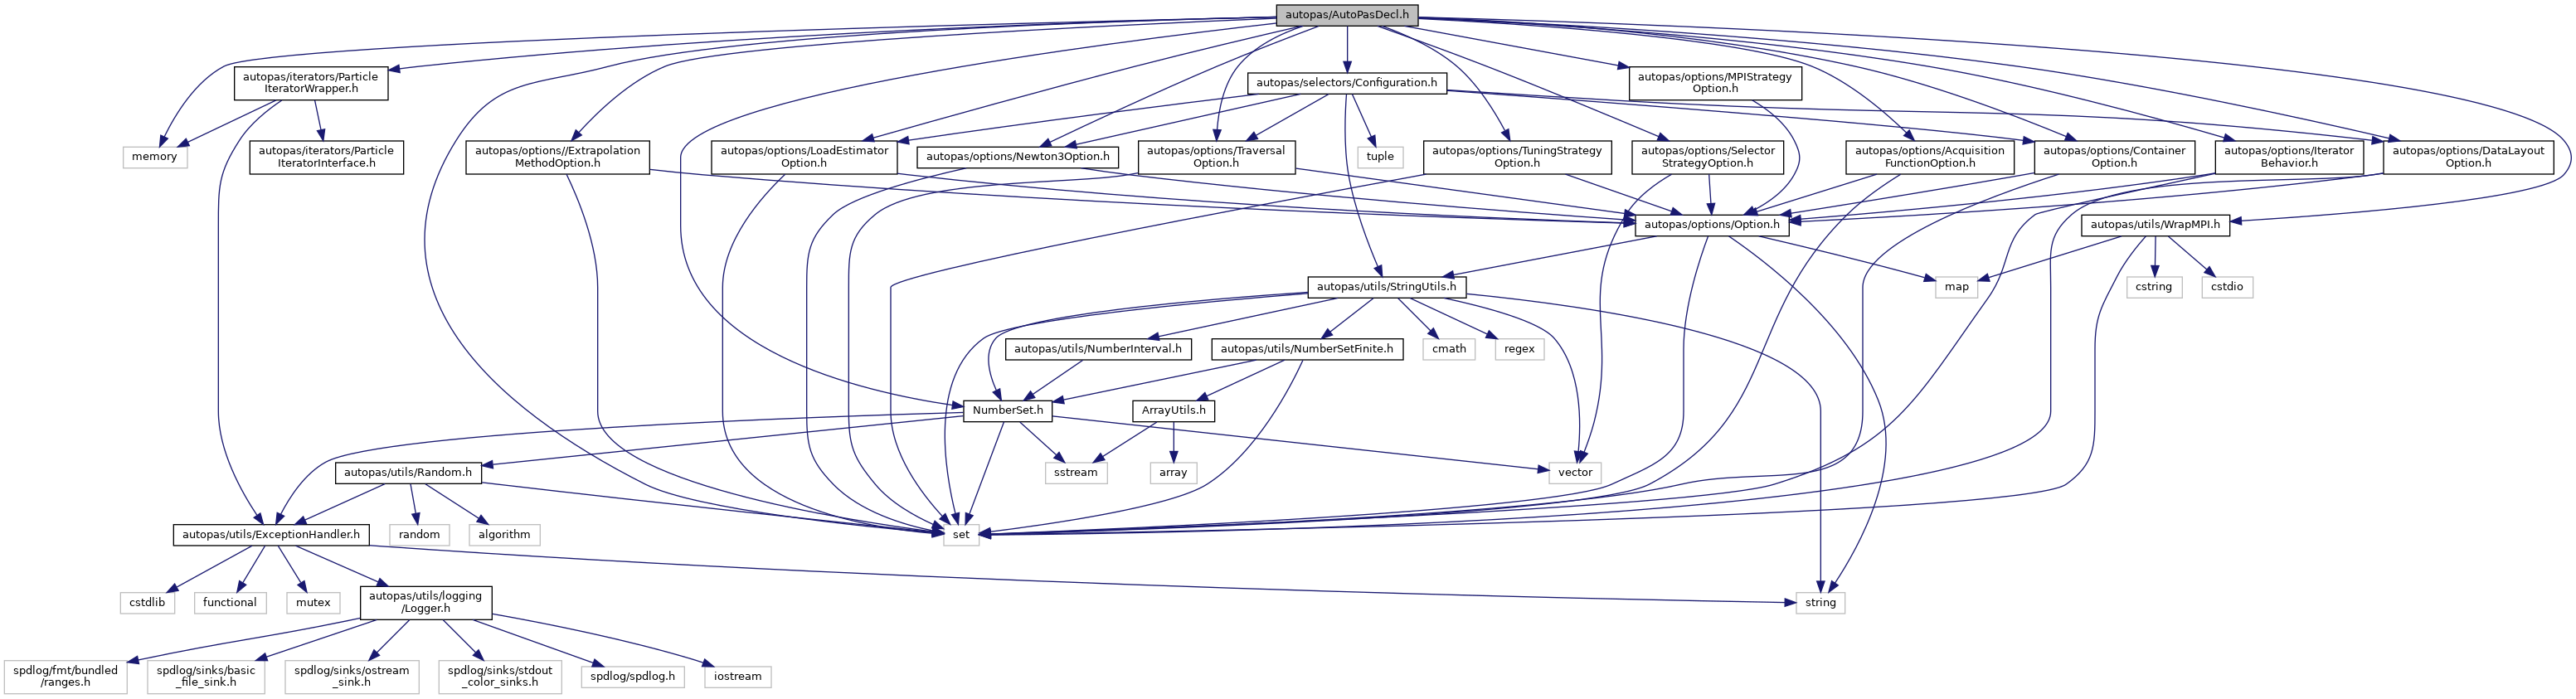 autopas/AutoPasDecl.h
autopas/iterators/Particle
IteratorWrapper.h
autopas/selectors/Configuration.h
autopas/options/MPIStrategy
Option.h
memory
autopas/iterators/Particle
IteratorInterface.h
autopas/options//Extrapolation
MethodOption.h
autopas/options/LoadEstimator
Option.h
autopas/options/Newton3Option.h
autopas/options/Traversal
Option.h
tuple
autopas/options/TuningStrategy
Option.h
autopas/options/Selector
StrategyOption.h
autopas/options/Acquisition
FunctionOption.h
autopas/options/Container
Option.h
autopas/options/Iterator
Behavior.h
autopas/options/DataLayout
Option.h
autopas/options/Option.h
autopas/utils/WrapMPI.h
autopas/utils/StringUtils.h
map
cstring
cstdio
autopas/utils/NumberInterval.h
autopas/utils/NumberSetFinite.h
cmath
regex
NumberSet.h
ArrayUtils.h
autopas/utils/Random.h
sstream
array
vector
autopas/utils/ExceptionHandler.h
random
algorithm
set
cstdlib
functional
mutex
autopas/utils/logging
/Logger.h
string
spdlog/fmt/bundled
/ranges.h
spdlog/sinks/basic
_file_sink.h
spdlog/sinks/ostream
_sink.h
spdlog/sinks/stdout
_color_sinks.h
spdlog/spdlog.h
iostream